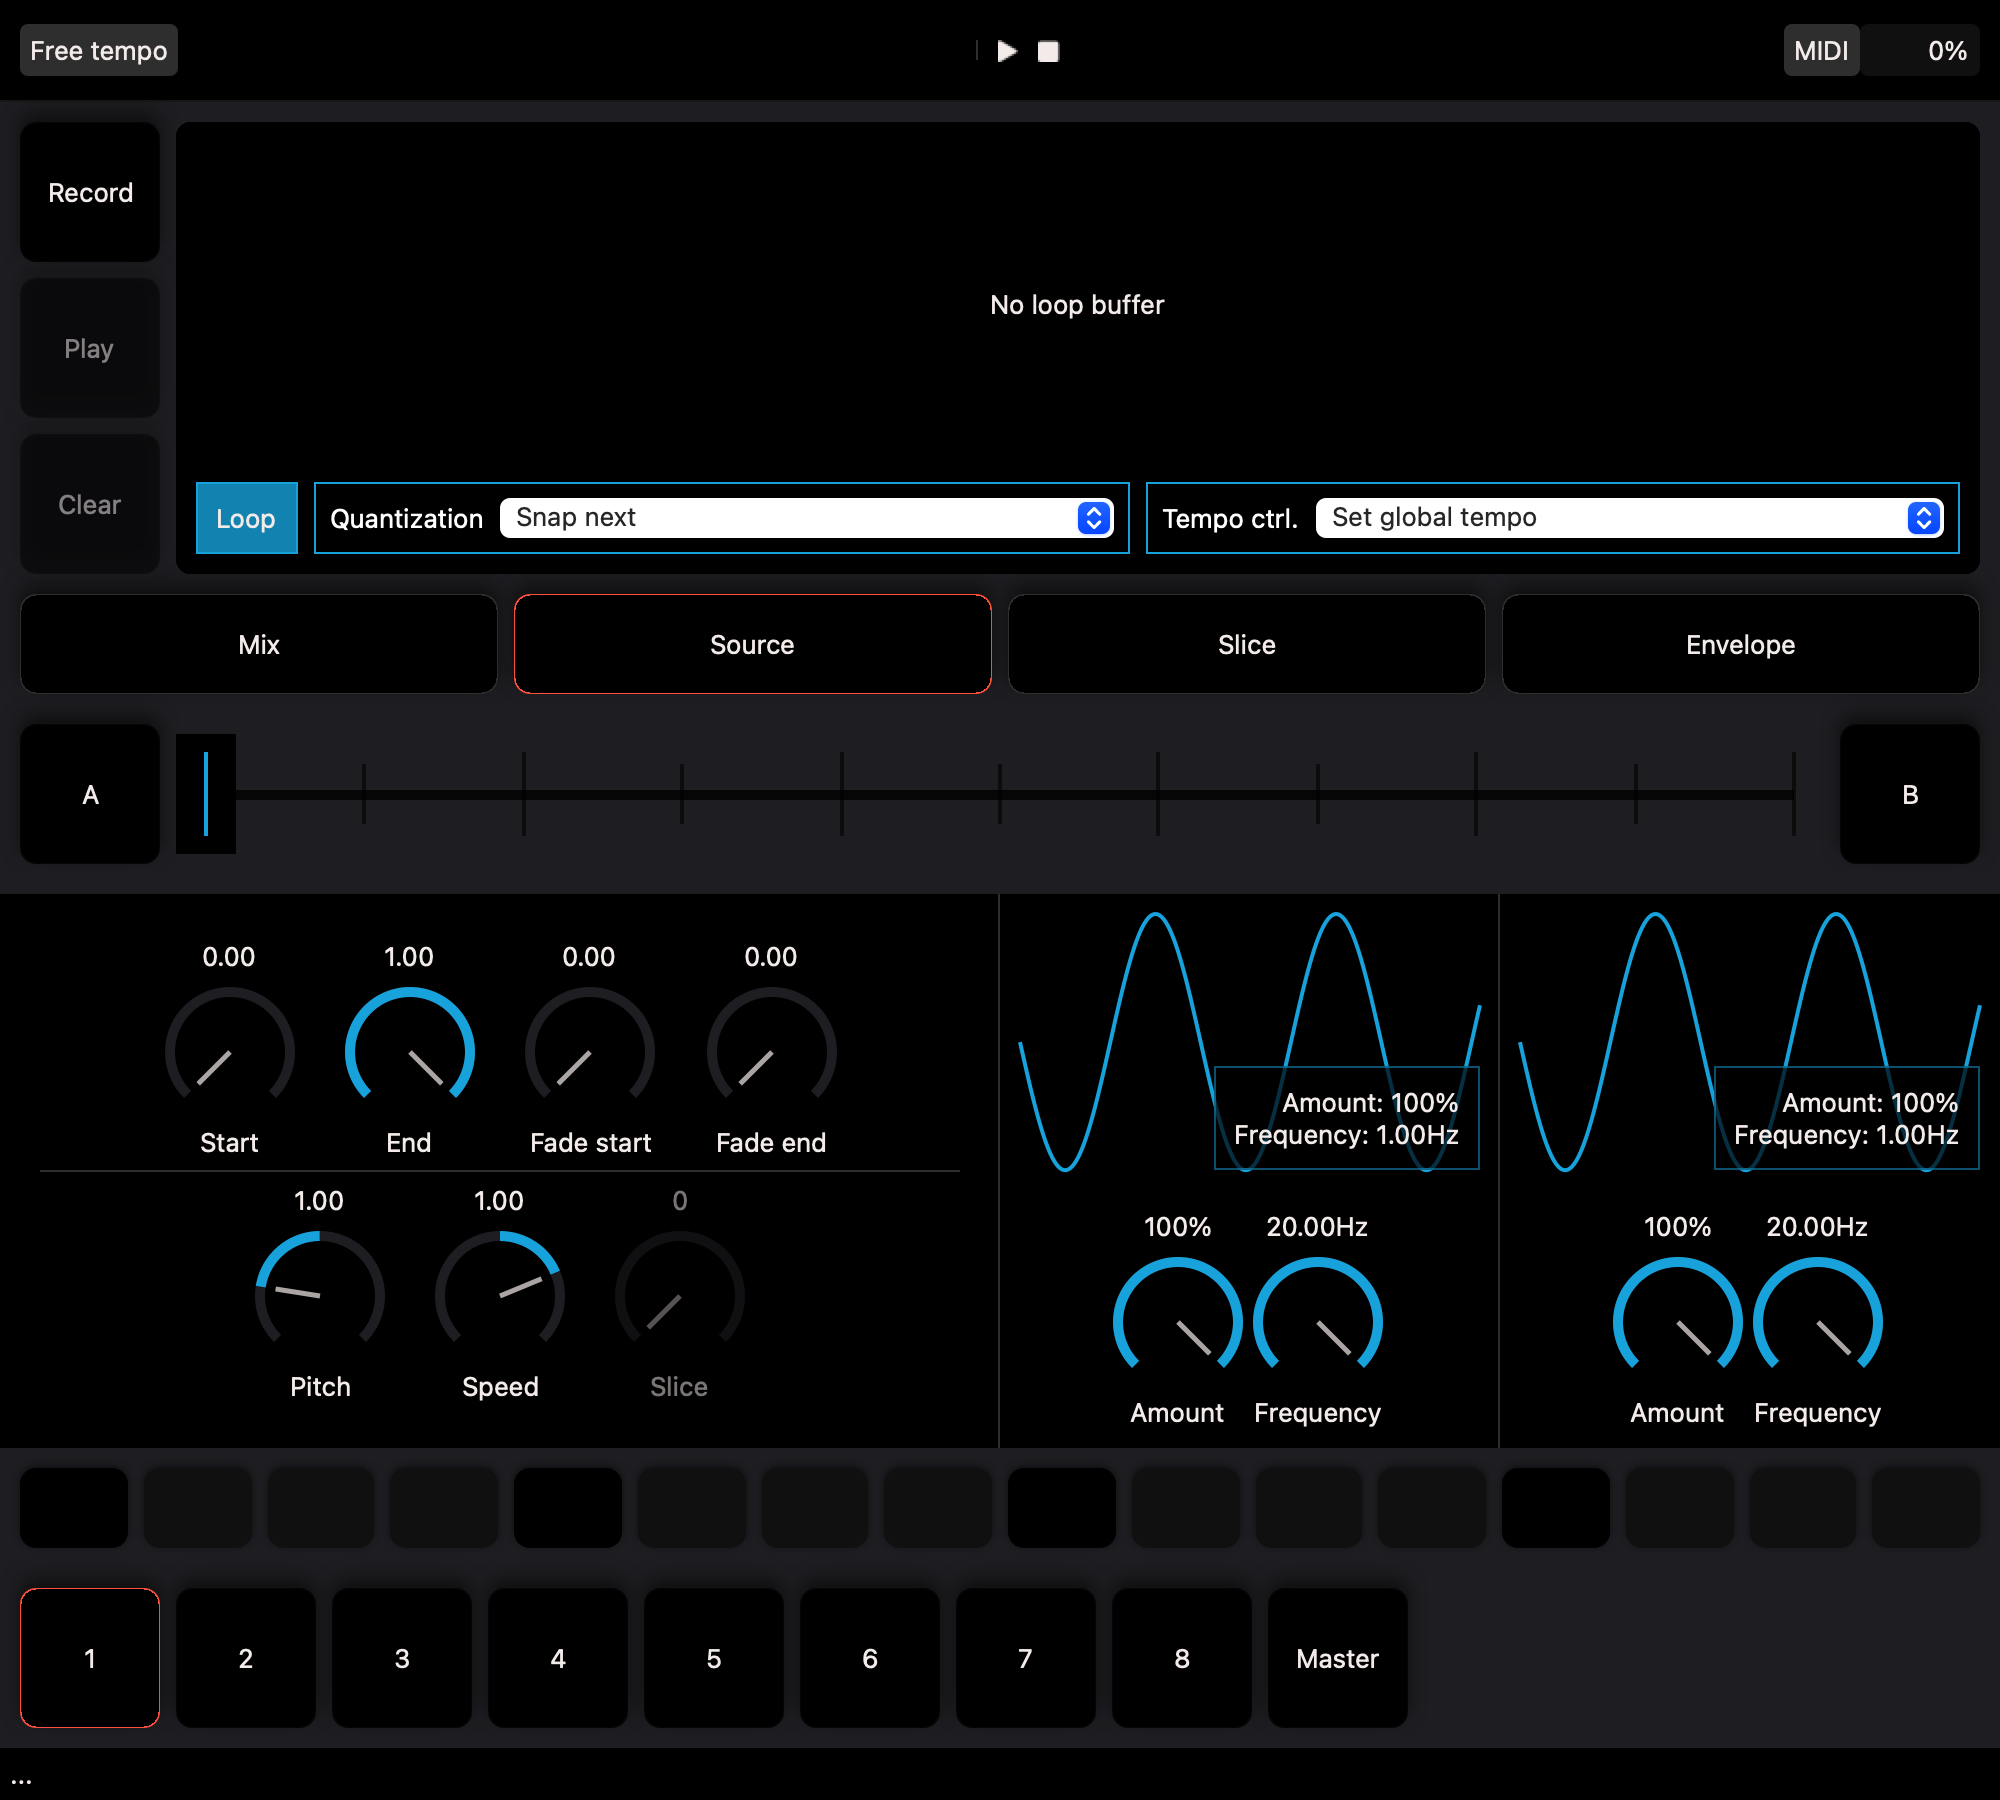 Free tempo
MIDI 0%
Record
No loop buffer
Play
Clear
Loop Quantization Snap next Tempo ctrl. Set global tempo
Mix Source Slice Envelope
A B
0.00 1.00 0.00 0.00
Start End Fade start Fade end
Amount: 100%
Frequency: 1.00Hz
Amount: 100%
Frequency: 1.00Hz
1.00 1.00 0
Pitch Speed Slice
100% 20.00Hz
Amount Frequency
100% 20.00Hz
Amount Frequency
1 2 3 4 5 6 7 8 Master
...